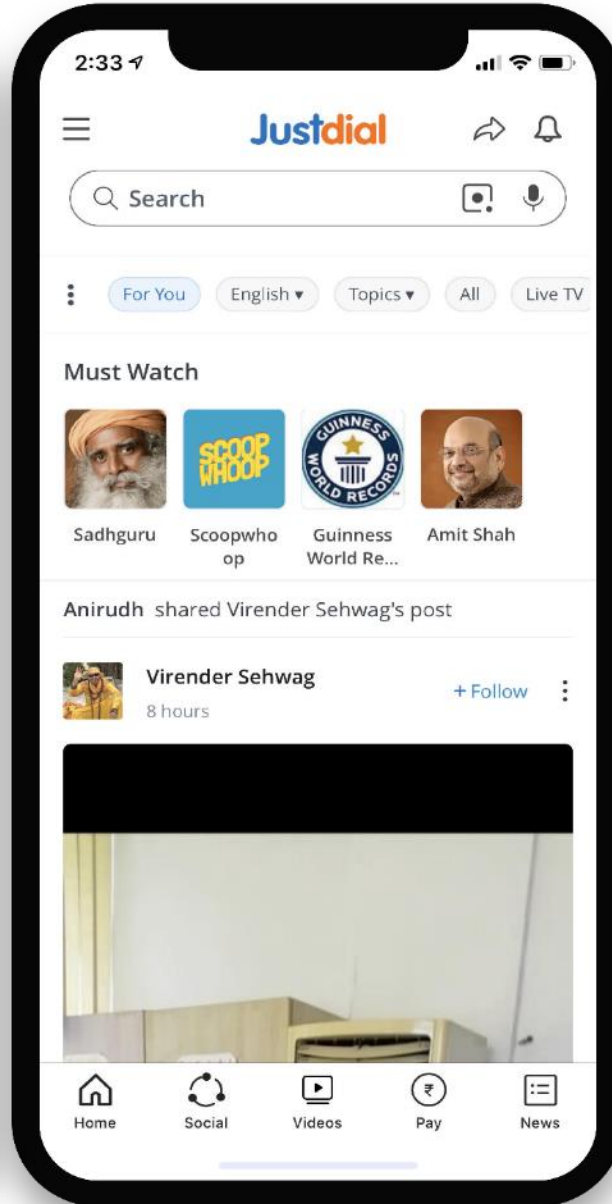 2:33
Justdial
Search
For You
English ▾
Topics ▾
All
Live TV
Must Watch
SCOOP
WHOOP
GUINNESS
WORLD RECORDS
TM
Sadhguru
Scoopwho
op
Guinness
World Re...
Amit Shah
Anirudh shared Virender Sehwag's post
Virender Sehwag
+ Follow
8 hours
₹
Home
Social
Videos
Pay
News